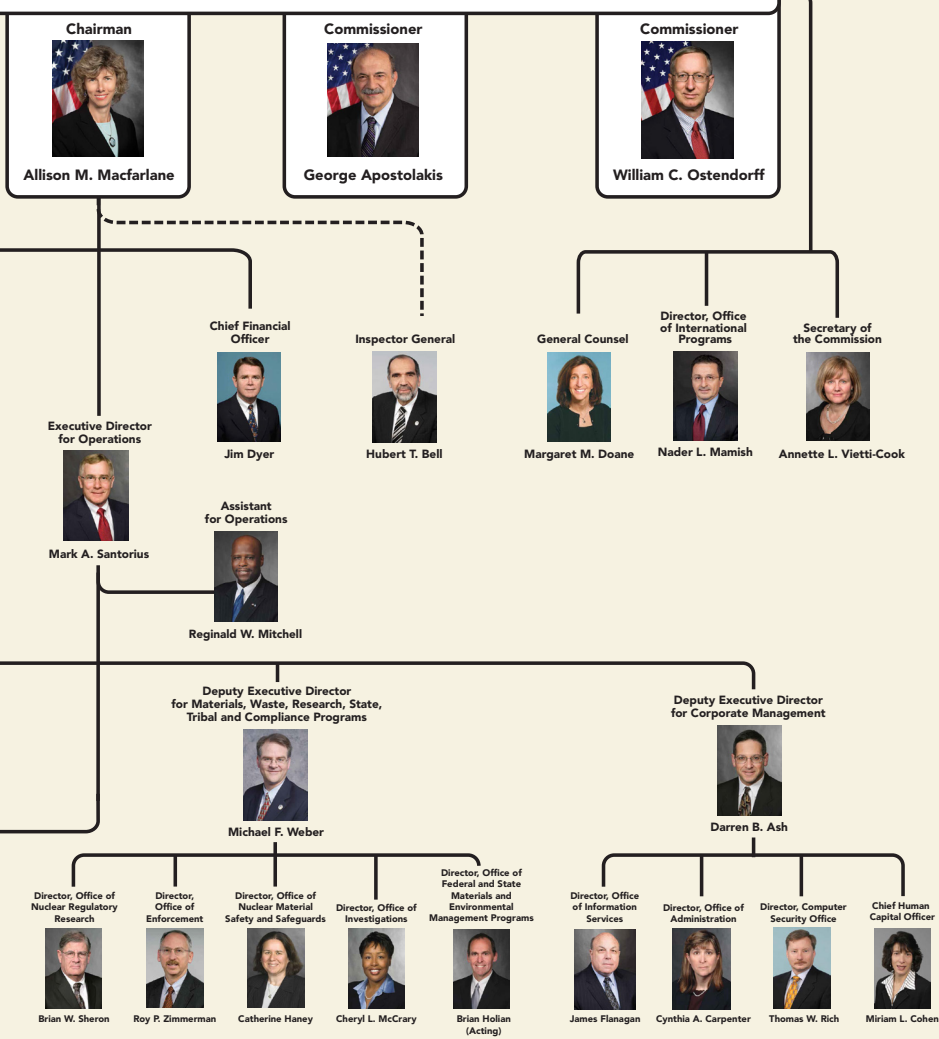 Chairman
Allison M. Macfarlane
Commissioner
George Apostolakis
Commissioner
William C. Ostendorff
Chief Financial
Officer
Jim Dyer
Inspector General
Hubert T. Bell
General Counsel
Margaret M. Doane
Director, Office
of International
Programs
Nader L. Mamish
Secretary of
the Commission
Annette L. Vietti-Cook
Executive Director
for Operations
Mark A. Santorius
Assistant
for Operations
Reginald W. Mitchell
Deputy Executive Director
for Materials, Waste, Research, State,
Tribal and Compliance Programs
Michael F. Weber
Deputy Executive Director
for Corporate Management
Darren B. Ash
Director, Office of
Nuclear Regulatory
Research
Brian W. Sheron
Director,
Office of
Enforcement
Roy P. Zimmerman
Director, Office of
Nuclear Material
Safety and Safeguards
Catherine Haney
Director, Office of
Investigations
Cheryl L. McCrary
Director, Office of
Federal and State
Materials and
Environmental
Management Programs
Brian Holian
(Acting)
Director, Office
of Information
Services
James Flanagan
Director, Office of
Administration
Cynthia A. Carpenter
Director, Computer
Security Office
Thomas W. Rich
Chief Human
Capital Officer
Miriam L. Cohen